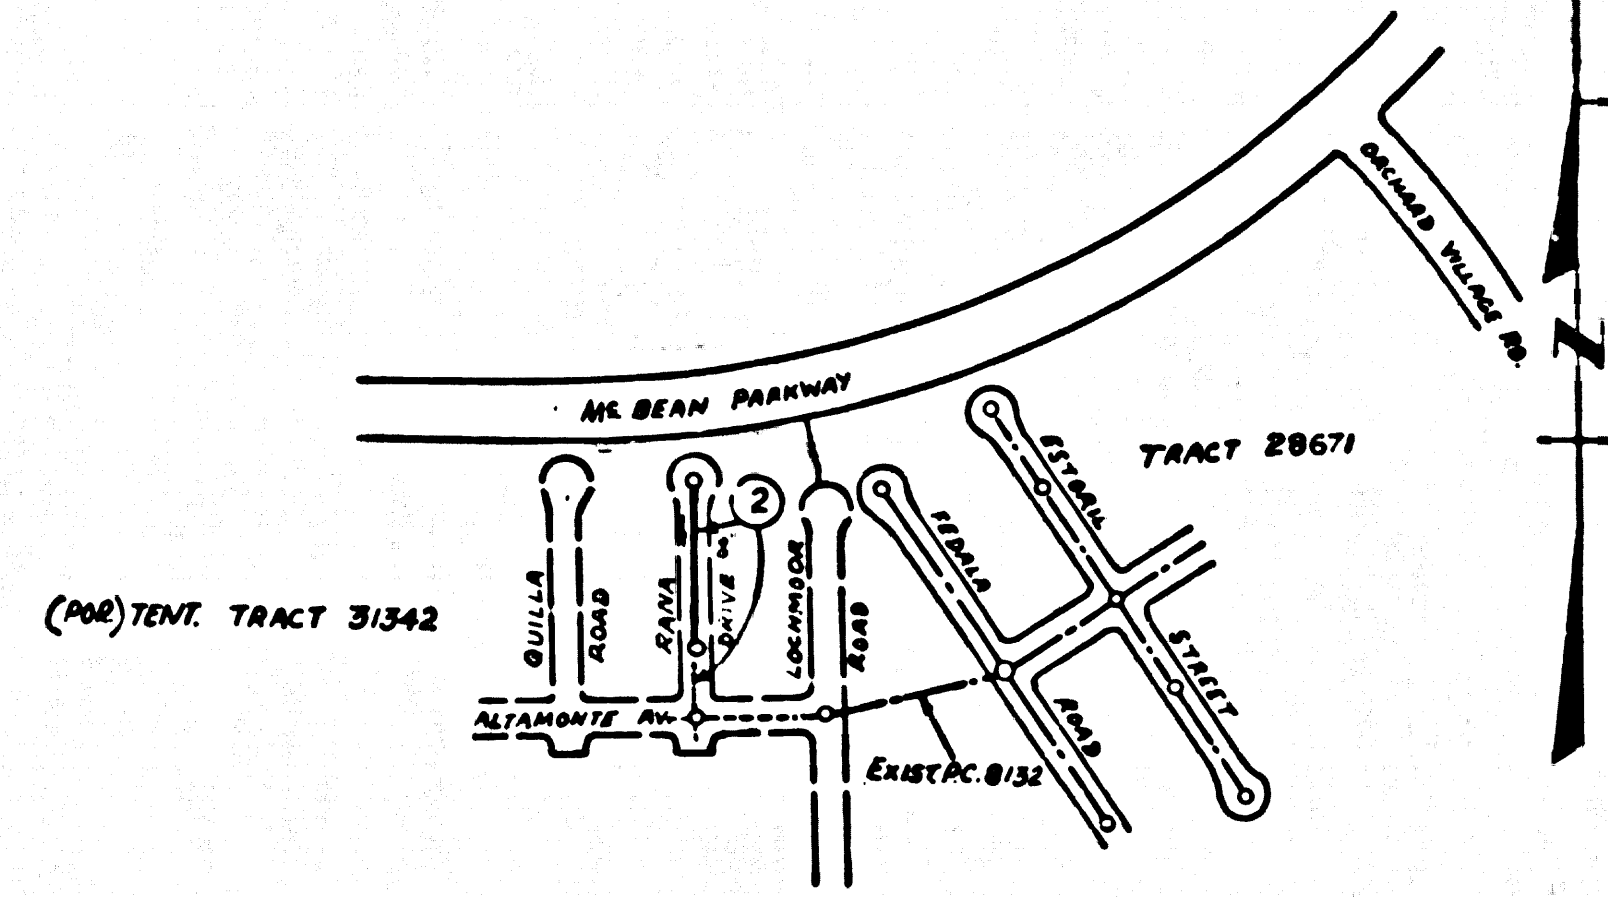 ORCHARD VILLAGE RD.
N
Mc BEAN PARKWAY
TRACT 28671
ESTORIL
STREET
FEDALA
ROAD
2
(POR) TENT. TRACT 31342
QUILLA
ROAD
RANA
DRIVE
LOCHMOOR
ROAD
ALTAMONTE AV.
EXIST P.C. 8132